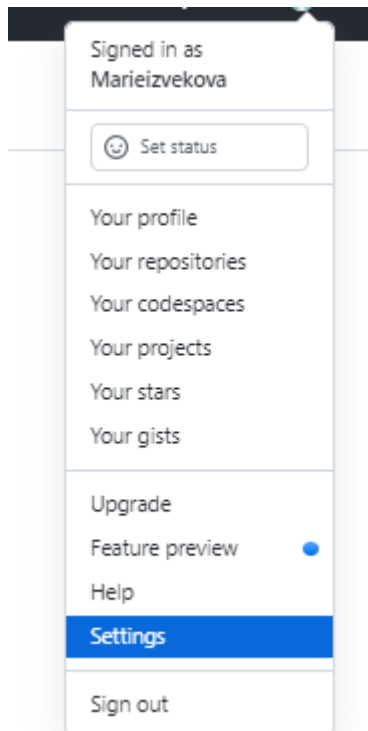 Signed in as
Marieizvekova
Set status
Your profile
Your repositories
Your codespaces
Your projects
Your stars
Your gists
Upgrade
Feature preview
Help
Settings
Sign out